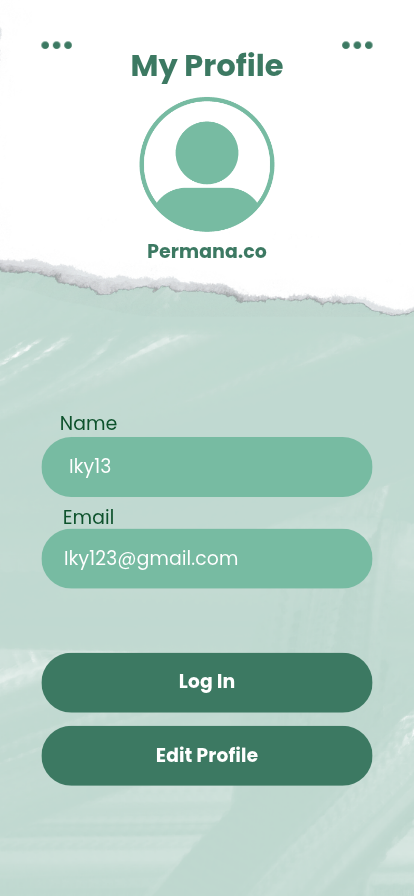 My Profile
Permana.co
Name
Iky13
Email
Iky123@gmail.com
Log In
Edit Profile